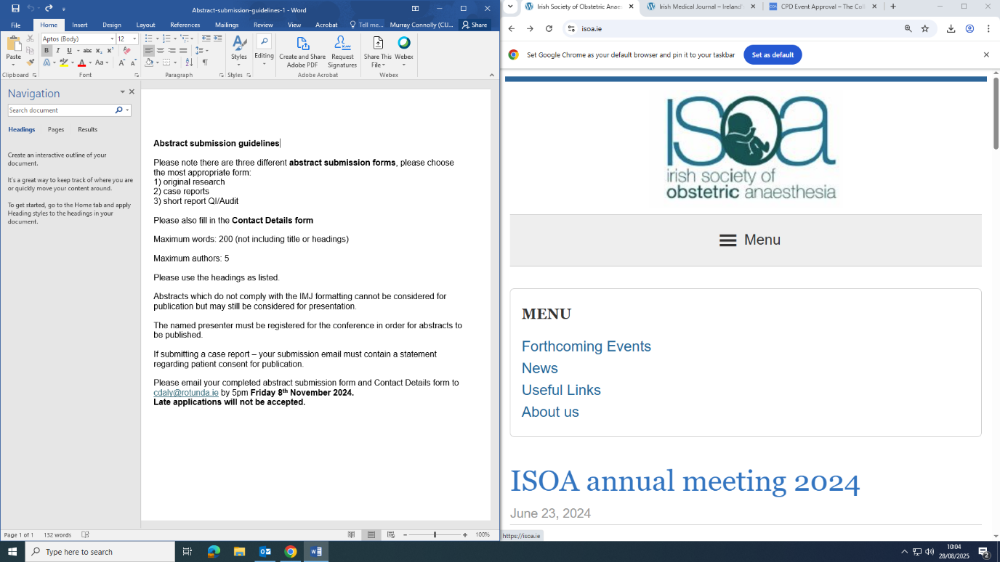 Abstract-submission-guidelines-1 - Word
File
Home
Insert
Design
Layout
References
Mailings
Review
View
Acrobat
Tell me...
Murray Connolly (CU...
Share
Paste
Clipboard
Aptos (Body)
12
B I U abc x₂ x²
A Aa A A
Font
Paragraph
Styles
Styles
Editing
Create and Share
Adobe PDF
Request
Signatures
Adobe Acrobat
Share This
File
Webex
Webex
Navigation
Search document
Headings
Pages
Results
Create an interactive outline of your
document.
It's a great way to keep track of where you are
or quickly move your content around.
To get started, go to the Home tab and apply
Heading styles to the headings in your
document.
Abstract submission guidelines
Please note there are three different abstract submission forms, please choose
the most appropriate form:
1) original research
2) case reports
3) short report QI/Audit
Please also fill in the Contact Details form
Maximum words: 200 (not including title or headings)
Maximum authors: 5
Please use the headings as listed.
Abstracts which do not comply with the IMJ formatting cannot be considered for
publication but may still be considered for presentation.
The named presenter must be registered for the conference in order for abstracts to
be published.
If submitting a case report – your submission email must contain a statement
regarding patient consent for publication.
Please email your completed abstract submission form and Contact Details form to
cdaly@rotunda.ie by 5pm Friday 8th November 2024.
Late applications will not be accepted.
Page 1 of 1
132 words
100%
Irish Society of Obstetric Anaes
Irish Medical Journal – Ireland'
CPD Event Approval – The Coll
isoa.ie
Set Google Chrome as your default browser and pin it to your taskbar
Set as default
isoa
irish society of
obstetric anaesthesia
Menu
MENU
Forthcoming Events
News
Useful Links
About us
ISOA annual meeting 2024
June 23, 2024
https://isoa.ie
Type here to search
10:04
28/08/2025
2